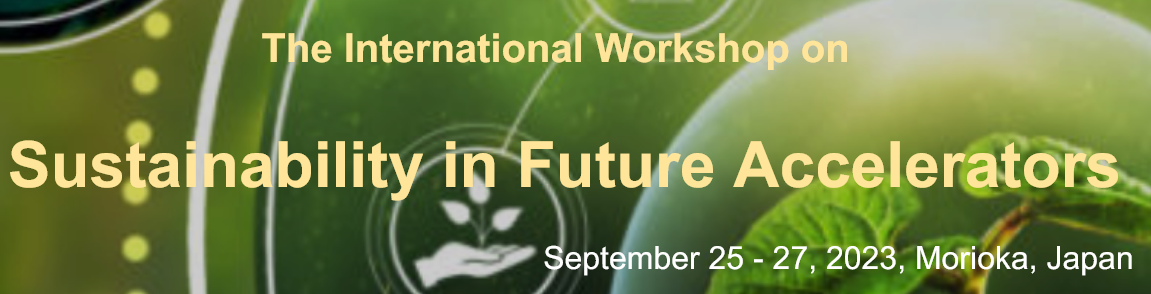 The International Workshop on
Sustainability in Future Accelerators
September 25 - 27, 2023, Morioka, Japan